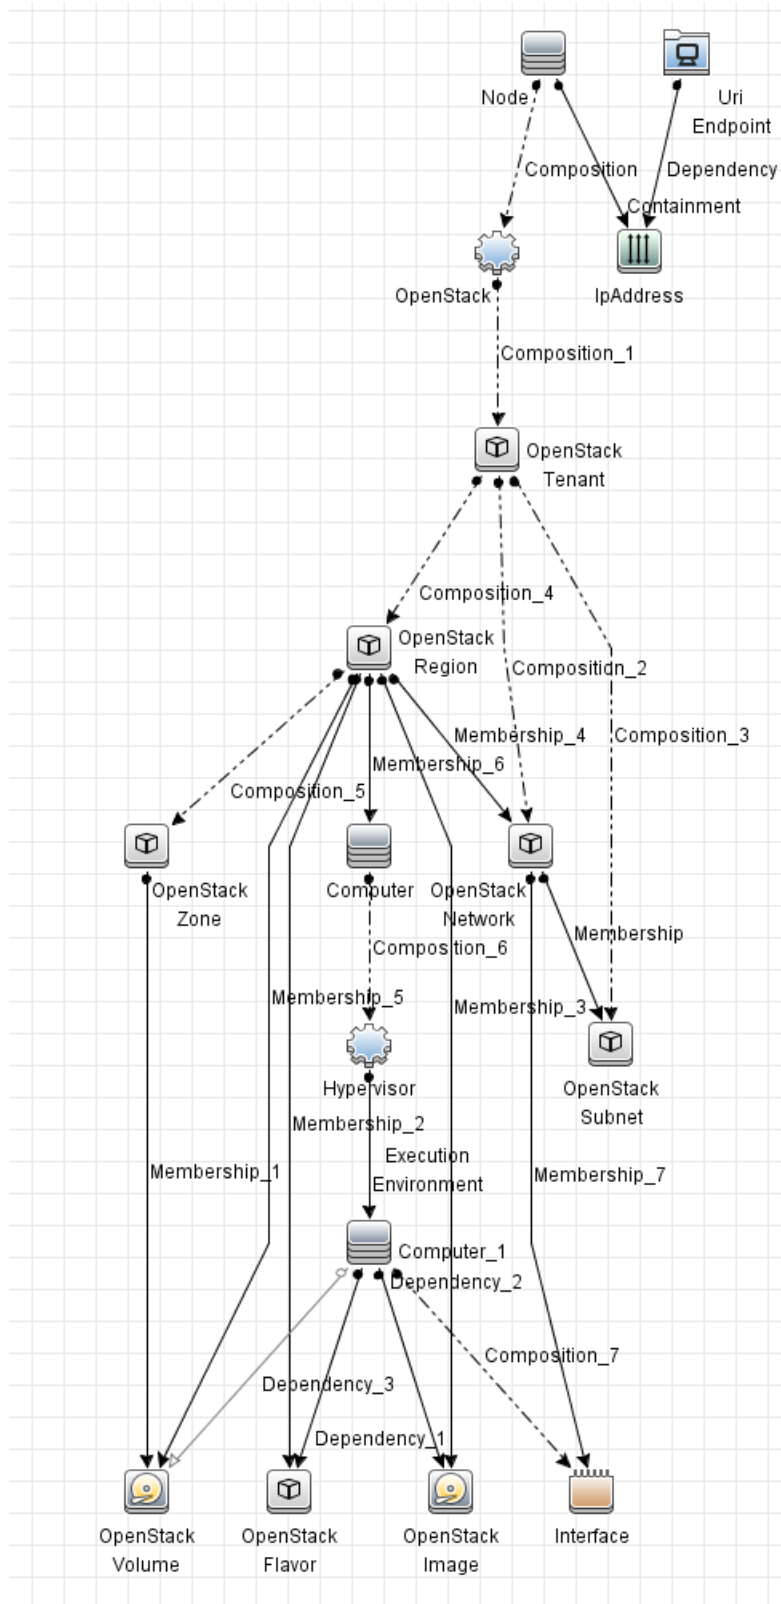 Node
Uri
Endpoint
Composition
Dependency
Containment
OpenStack
IpAddress
Composition_1
OpenStack
Tenant
Composition_4
OpenStack
Region
Composition_2
Membership_4
Composition_3
Membership_6
Composition_5
OpenStack
Zone
Computer
OpenStack
Network
Membership
Composition_6
Membership_5
Membership_3
Hypervisor
OpenStack
Subnet
Membership_2
Execution
Environment
Membership_1
Membership_7
Computer_1
Dependency_2
Composition_7
Dependency_3
Dependency_1
OpenStack
Volume
OpenStack
Flavor
OpenStack
Image
Interface